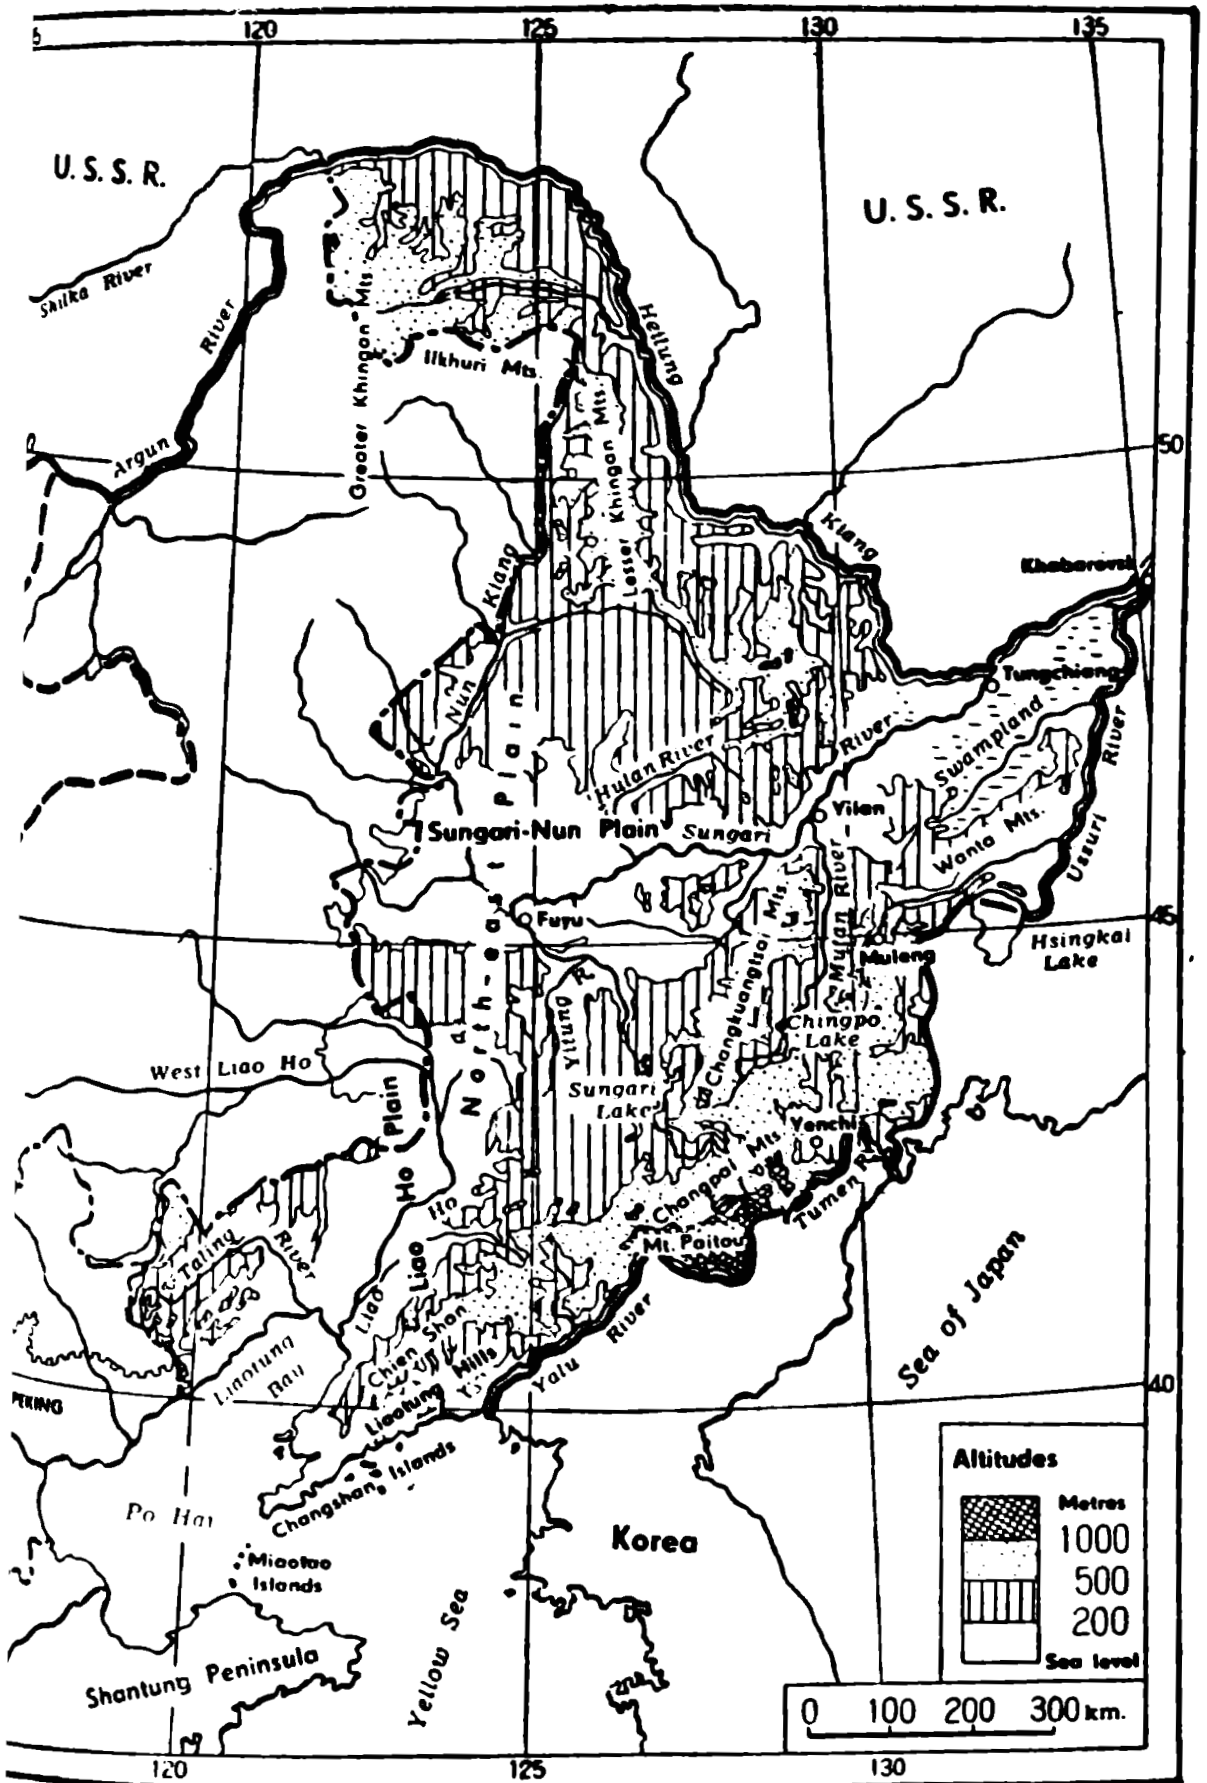 120
125
130
135
U. S. S. R.
U. S. S. R.
Shilka River
River
Argun
Greater Khingan Mts.
Ilkhuri Mts.
Heilung
Kiang
Lesser Khingan Mts.
50
Khabarovsk
Kiang
Nun
Tungchiang
Swampland
River
Hulan River
River
Yilan
Sungari-Nun Plain
Sungari
Wanta Mts.
Ussuri
North-east Plain
Fuyu
Changkuangtsai Mts.
Mutan River
Muleng
45
Hsingkai
Lake
Yitung R.
Chingpo
Lake
West Liao Ho
Sungari
Lake
Plain
Yenchi
Changpai Mts.
Tumen R.
Ho
Ho
Mt. Paitou
Taling
River
Liao
Liao
Chien Shan
Liaotung Hills
Yalu
River
Sea of Japan
Liaotung
Bau
PEKING
40
Changshan Islands
Po Hai
Miaotao
Islands
Korea
Yellow Sea
Shantung Peninsula
Altitudes
Metres
1000
500
200
Sea level
0 100 200 300 km.
120
125
130